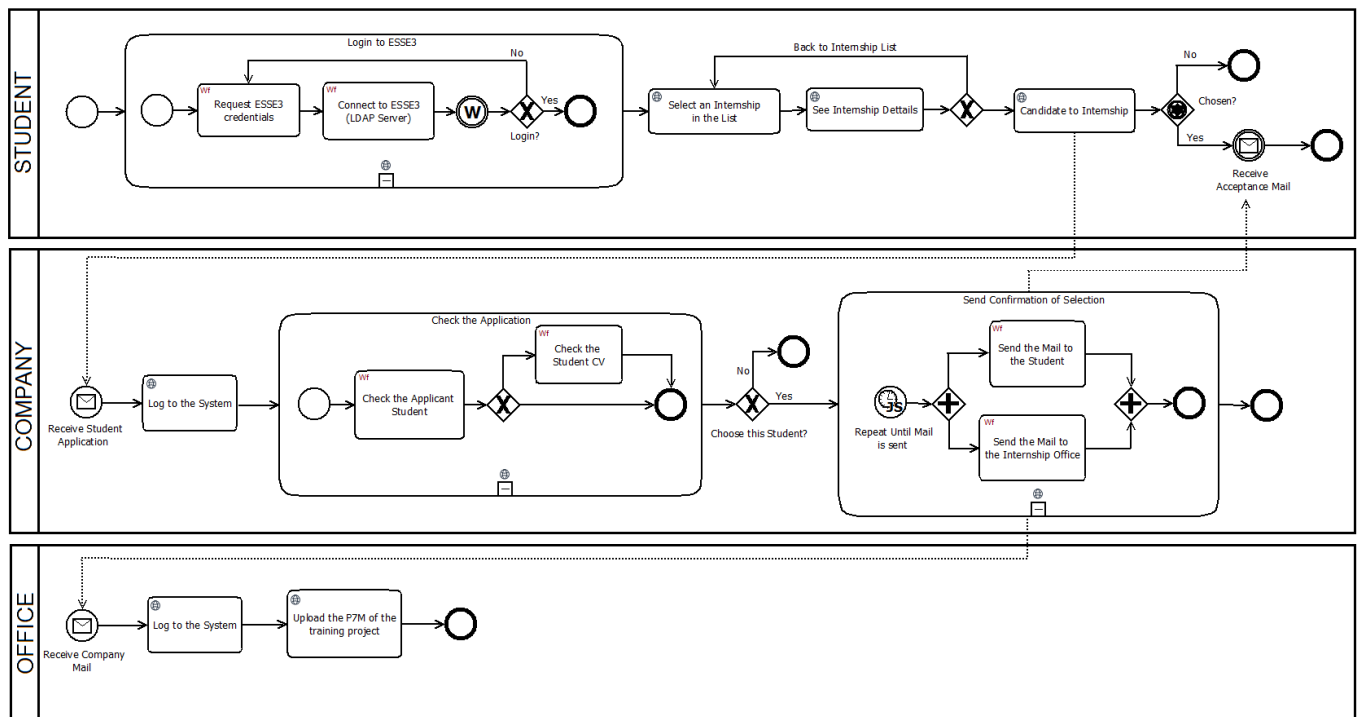 STUDENT
Login to ESSE3
No
Wf
Request ESSE3
credentials
Wf
Connect to ESSE3
(LDAP Server)
W
X
Yes
Login?
Back to Internship List
Select an Internship
in the List
See Internship Dettails
X
Candidate to Internship
No
Chosen?
Yes
Receive
Acceptance Mail
COMPANY
Receive Student
Application
Log to the System
Check the Application
Wf
Check the Applicant
Student
X
Wf
Check the
Student CV
No
X
Yes
Choose this Student?
Send Confirmation of Selection
JS
Repeat Until Mail
is sent
Wf
Send the Mail to
the Student
Wf
Send the Mail to
the Internship Office
OFFICE
Receive Company
Mail
Log to the System
Upload the P7M of the
training project